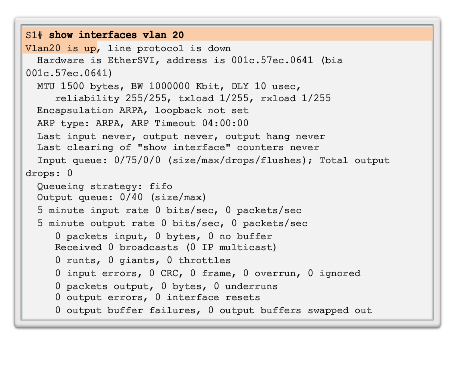 S1# show interfaces vlan 20
Vlan20 is up, line protocol is down
Hardware is EtherSVI, address is 001c.57ec.0641 (bia
001c.57ec.0641)
MTU 1500 bytes, BW 1000000 Kbit, DLY 10 usec,
reliability 255/255, txload 1/255, rxload 1/255
Encapsulation ARPA, loopback not set
ARP type: ARPA, ARP Timeout 04:00:00
Last input never, output never, output hang never
Last clearing of "show interface" counters never
Input queue: 0/75/0/0 (size/max/drops/flushes); Total output
drops: 0
Queueing strategy: fifo
Output queue: 0/40 (size/max)
5 minute input rate 0 bits/sec, 0 packets/sec
5 minute output rate 0 bits/sec, 0 packets/sec
0 packets input, 0 bytes, 0 no buffer
Received 0 broadcasts (0 IP multicast)
0 runts, 0 giants, 0 throttles
0 input errors, 0 CRC, 0 frame, 0 overrun, 0 ignored
0 packets output, 0 bytes, 0 underruns
0 output errors, 0 interface resets
0 output buffer failures, 0 output buffers swapped out